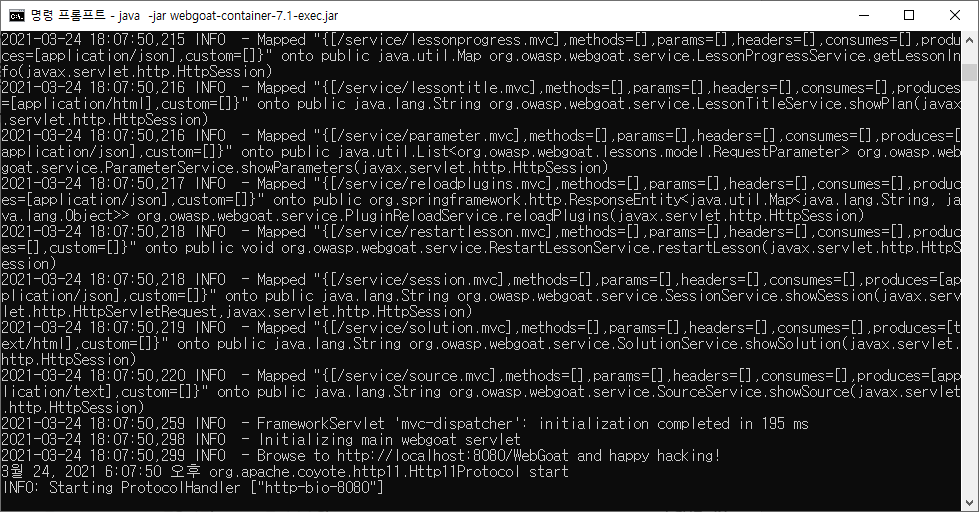 명령 프롬프트 - java  -jar webgoat-container-7.1-exec.jar
2021-03-24 18:07:50,215 INFO  - Mapped "{[/service/lessonprogress.mvc],methods=[],params=[],headers=[],consumes=[],produ
ces=[application/json],custom=[]}" onto public java.util.Map org.owasp.webgoat.service.LessonProgressService.getLessonIn
fo(javax.servlet.http.HttpSession)
2021-03-24 18:07:50,216 INFO  - Mapped "{[/service/lessontitle.mvc],methods=[],params=[],headers=[],consumes=[],produces
=[application/html],custom=[]}" onto public java.lang.String org.owasp.webgoat.service.LessonTitleService.showPlan(javax
.servlet.http.HttpSession)
2021-03-24 18:07:50,216 INFO  - Mapped "{[/service/parameter.mvc],methods=[],params=[],headers=[],consumes=[],produces=[
application/json],custom=[]}" onto public java.util.List<org.owasp.webgoat.lessons.model.RequestParameter> org.owasp.web
goat.service.ParameterService.showParameters(javax.servlet.http.HttpSession)
2021-03-24 18:07:50,217 INFO  - Mapped "{[/service/reloadplugins.mvc],methods=[],params=[],headers=[],consumes=[],produc
es=[application/json],custom=[]}" onto public org.springframework.http.ResponseEntity<java.util.Map<java.lang.String, ja
va.lang.Object>> org.owasp.webgoat.service.PluginReloadService.reloadPlugins(javax.servlet.http.HttpSession)
2021-03-24 18:07:50,218 INFO  - Mapped "{[/service/restartlesson.mvc],methods=[],params=[],headers=[],consumes=[],produc
es=[],custom=[]}" onto public void org.owasp.webgoat.service.RestartLessonService.restartLesson(javax.servlet.http.HttpS
ession)
2021-03-24 18:07:50,218 INFO  - Mapped "{[/service/session.mvc],methods=[],params=[],headers=[],consumes=[],produces=[ap
plication/json],custom=[]}" onto public java.lang.String org.owasp.webgoat.service.SessionService.showSession(javax.serv
let.http.HttpServletRequest,javax.servlet.http.HttpSession)
2021-03-24 18:07:50,219 INFO  - Mapped "{[/service/solution.mvc],methods=[],params=[],headers=[],consumes=[],produces=[t
ext/html],custom=[]}" onto public java.lang.String org.owasp.webgoat.service.SolutionService.showSolution(javax.servlet.
http.HttpSession)
2021-03-24 18:07:50,220 INFO  - Mapped "{[/service/source.mvc],methods=[],params=[],headers=[],consumes=[],produces=[app
lication/text],custom=[]}" onto public java.lang.String org.owasp.webgoat.service.SourceService.showSource(javax.servlet
.http.HttpSession)
2021-03-24 18:07:50,259 INFO  - FrameworkServlet 'mvc-dispatcher': initialization completed in 195 ms
2021-03-24 18:07:50,298 INFO  - Initializing main webgoat servlet
2021-03-24 18:07:50,299 INFO  - Browse to http://localhost:8080/WebGoat and happy hacking!
3월 24, 2021 6:07:50 오후 org.apache.coyote.http11.Http11Protocol start
INFO: Starting ProtocolHandler ["http-bio-8080"]